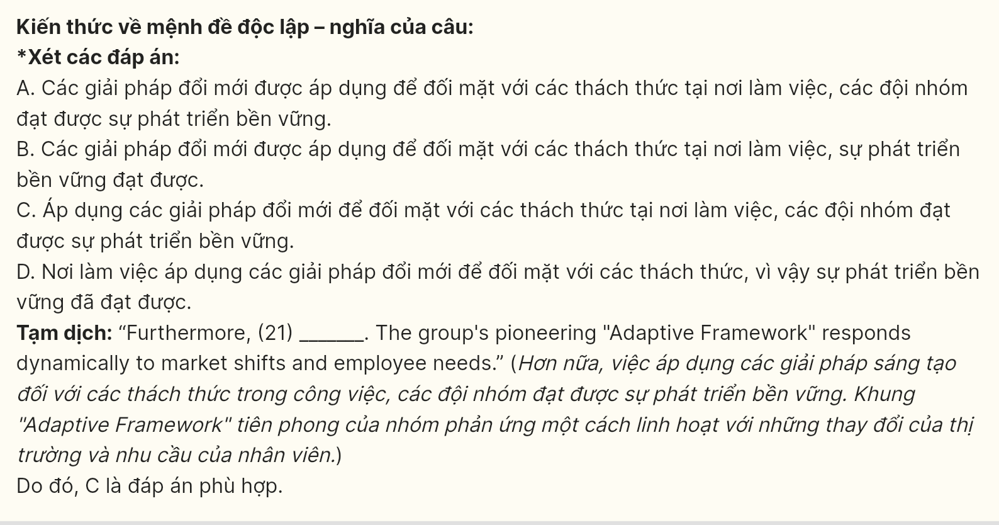 Kiến thức về mệnh đề độc lập – nghĩa của câu:
*Xét các đáp án:
A. Các giải pháp đổi mới được áp dụng để đối mặt với các thách thức tại nơi làm việc, các đội nhóm
đạt được sự phát triển bền vững.
B. Các giải pháp đổi mới được áp dụng để đối mặt với các thách thức tại nơi làm việc, sự phát triển
bền vững đạt được.
C. Áp dụng các giải pháp đổi mới để đối mặt với các thách thức tại nơi làm việc, các đội nhóm đạt
được sự phát triển bền vững.
D. Nơi làm việc áp dụng các giải pháp đổi mới để đối mặt với các thách thức, vì vậy sự phát triển bền
vững đã đạt được.
Tạm dịch: “Furthermore, (21) _______. The group's pioneering "Adaptive Framework" responds
dynamically to market shifts and employee needs.” (Hơn nữa, việc áp dụng các giải pháp sáng tạo
đối với các thách thức trong công việc, các đội nhóm đạt được sự phát triển bền vững. Khung
"Adaptive Framework" tiên phong của nhóm phản ứng một cách linh hoạt với những thay đổi của thị
trường và nhu cầu của nhân viên.)
Do đó, C là đáp án phù hợp.